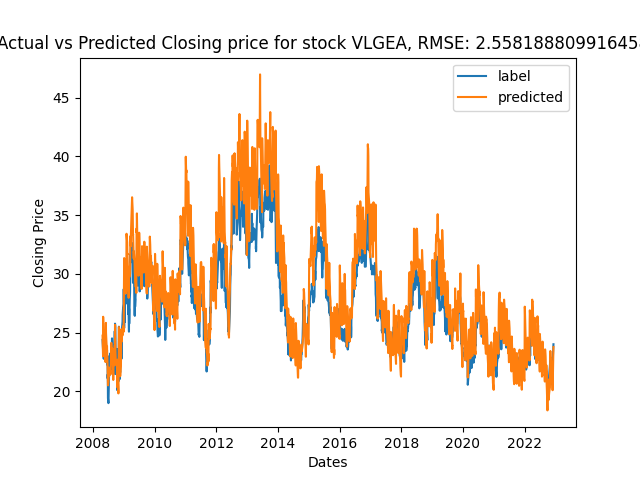 Actual vs Predicted Closing price for stock VLGEA, RMSE: 2.55818880991645
label
predicted
45
40
35
30
25
20
Closing Price
2008
2010
2012
2014
2016
2018
2020
2022
Dates